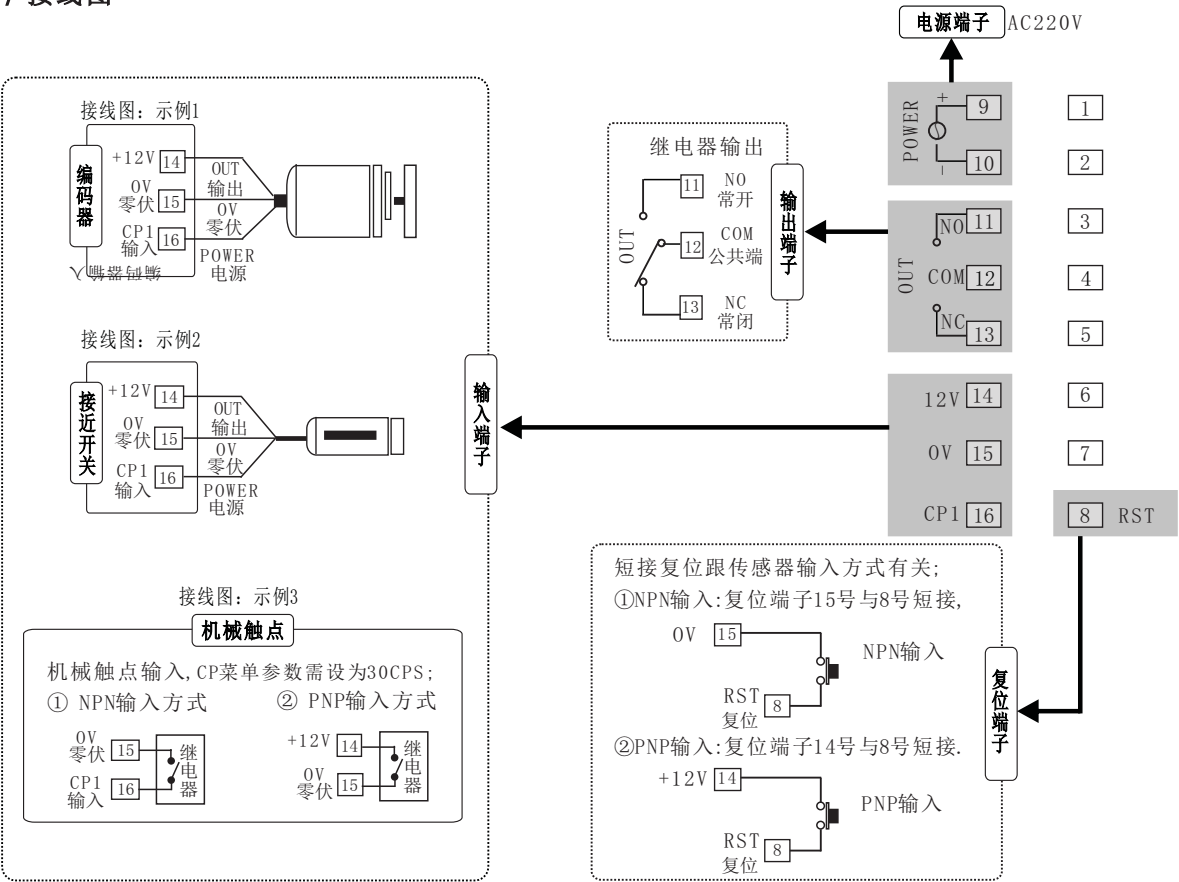 接线图
电源端子 AC220V
接线图: 示例1
编码器
+12V 14
OUT
输出
0V
零伏 15
0V
零伏
CP1
输入 16
POWER
电源
编码器输入
接线图: 示例2
接近开关
+12V 14
OUT
输出
0V
零伏 15
0V
零伏
CP1
输入 16
POWER
电源
输入端子
接线图: 示例3
机械触点
机械触点输入,CP菜单参数需设为30CPS;
① NPN输入方式 ② PNP输入方式
0V
零伏 15
CP1
输入 16
继电器
+12V 14
0V
零伏 15
继电器
继电器输出
OUT
11 NO
常开
12 COM
公共端
13 NC
常闭
输出端子
POWER
+ 9 1
- 10 2
OUT
NO 11 3
COM 12 4
NC 13 5
12V 14 6
0V 15 7
CP1 16 8 RST
短接复位跟传感器输入方式有关;
①NPN输入:复位端子15号与8号短接,
0V 15
NPN输入
RST
复位 8
②PNP输入:复位端子14号与8号短接.
+12V 14
PNP输入
RST
复位 8
复位端子